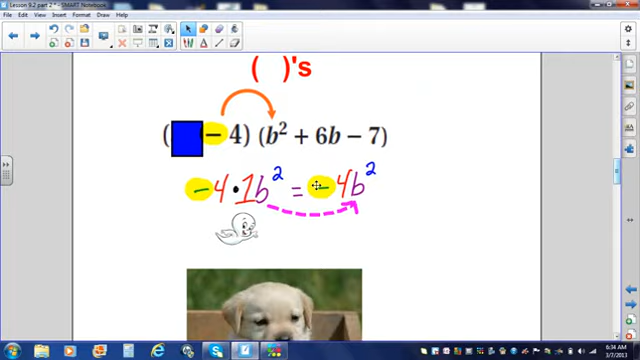 Lesson 9.2 part 2 * - SMART Notebook
File Edit View Insert Format Draw Help
( )'s
( − 4) (b² + 6b − 7)
−4 • 1b² = −4b²
6:34 AM
3/7/2013